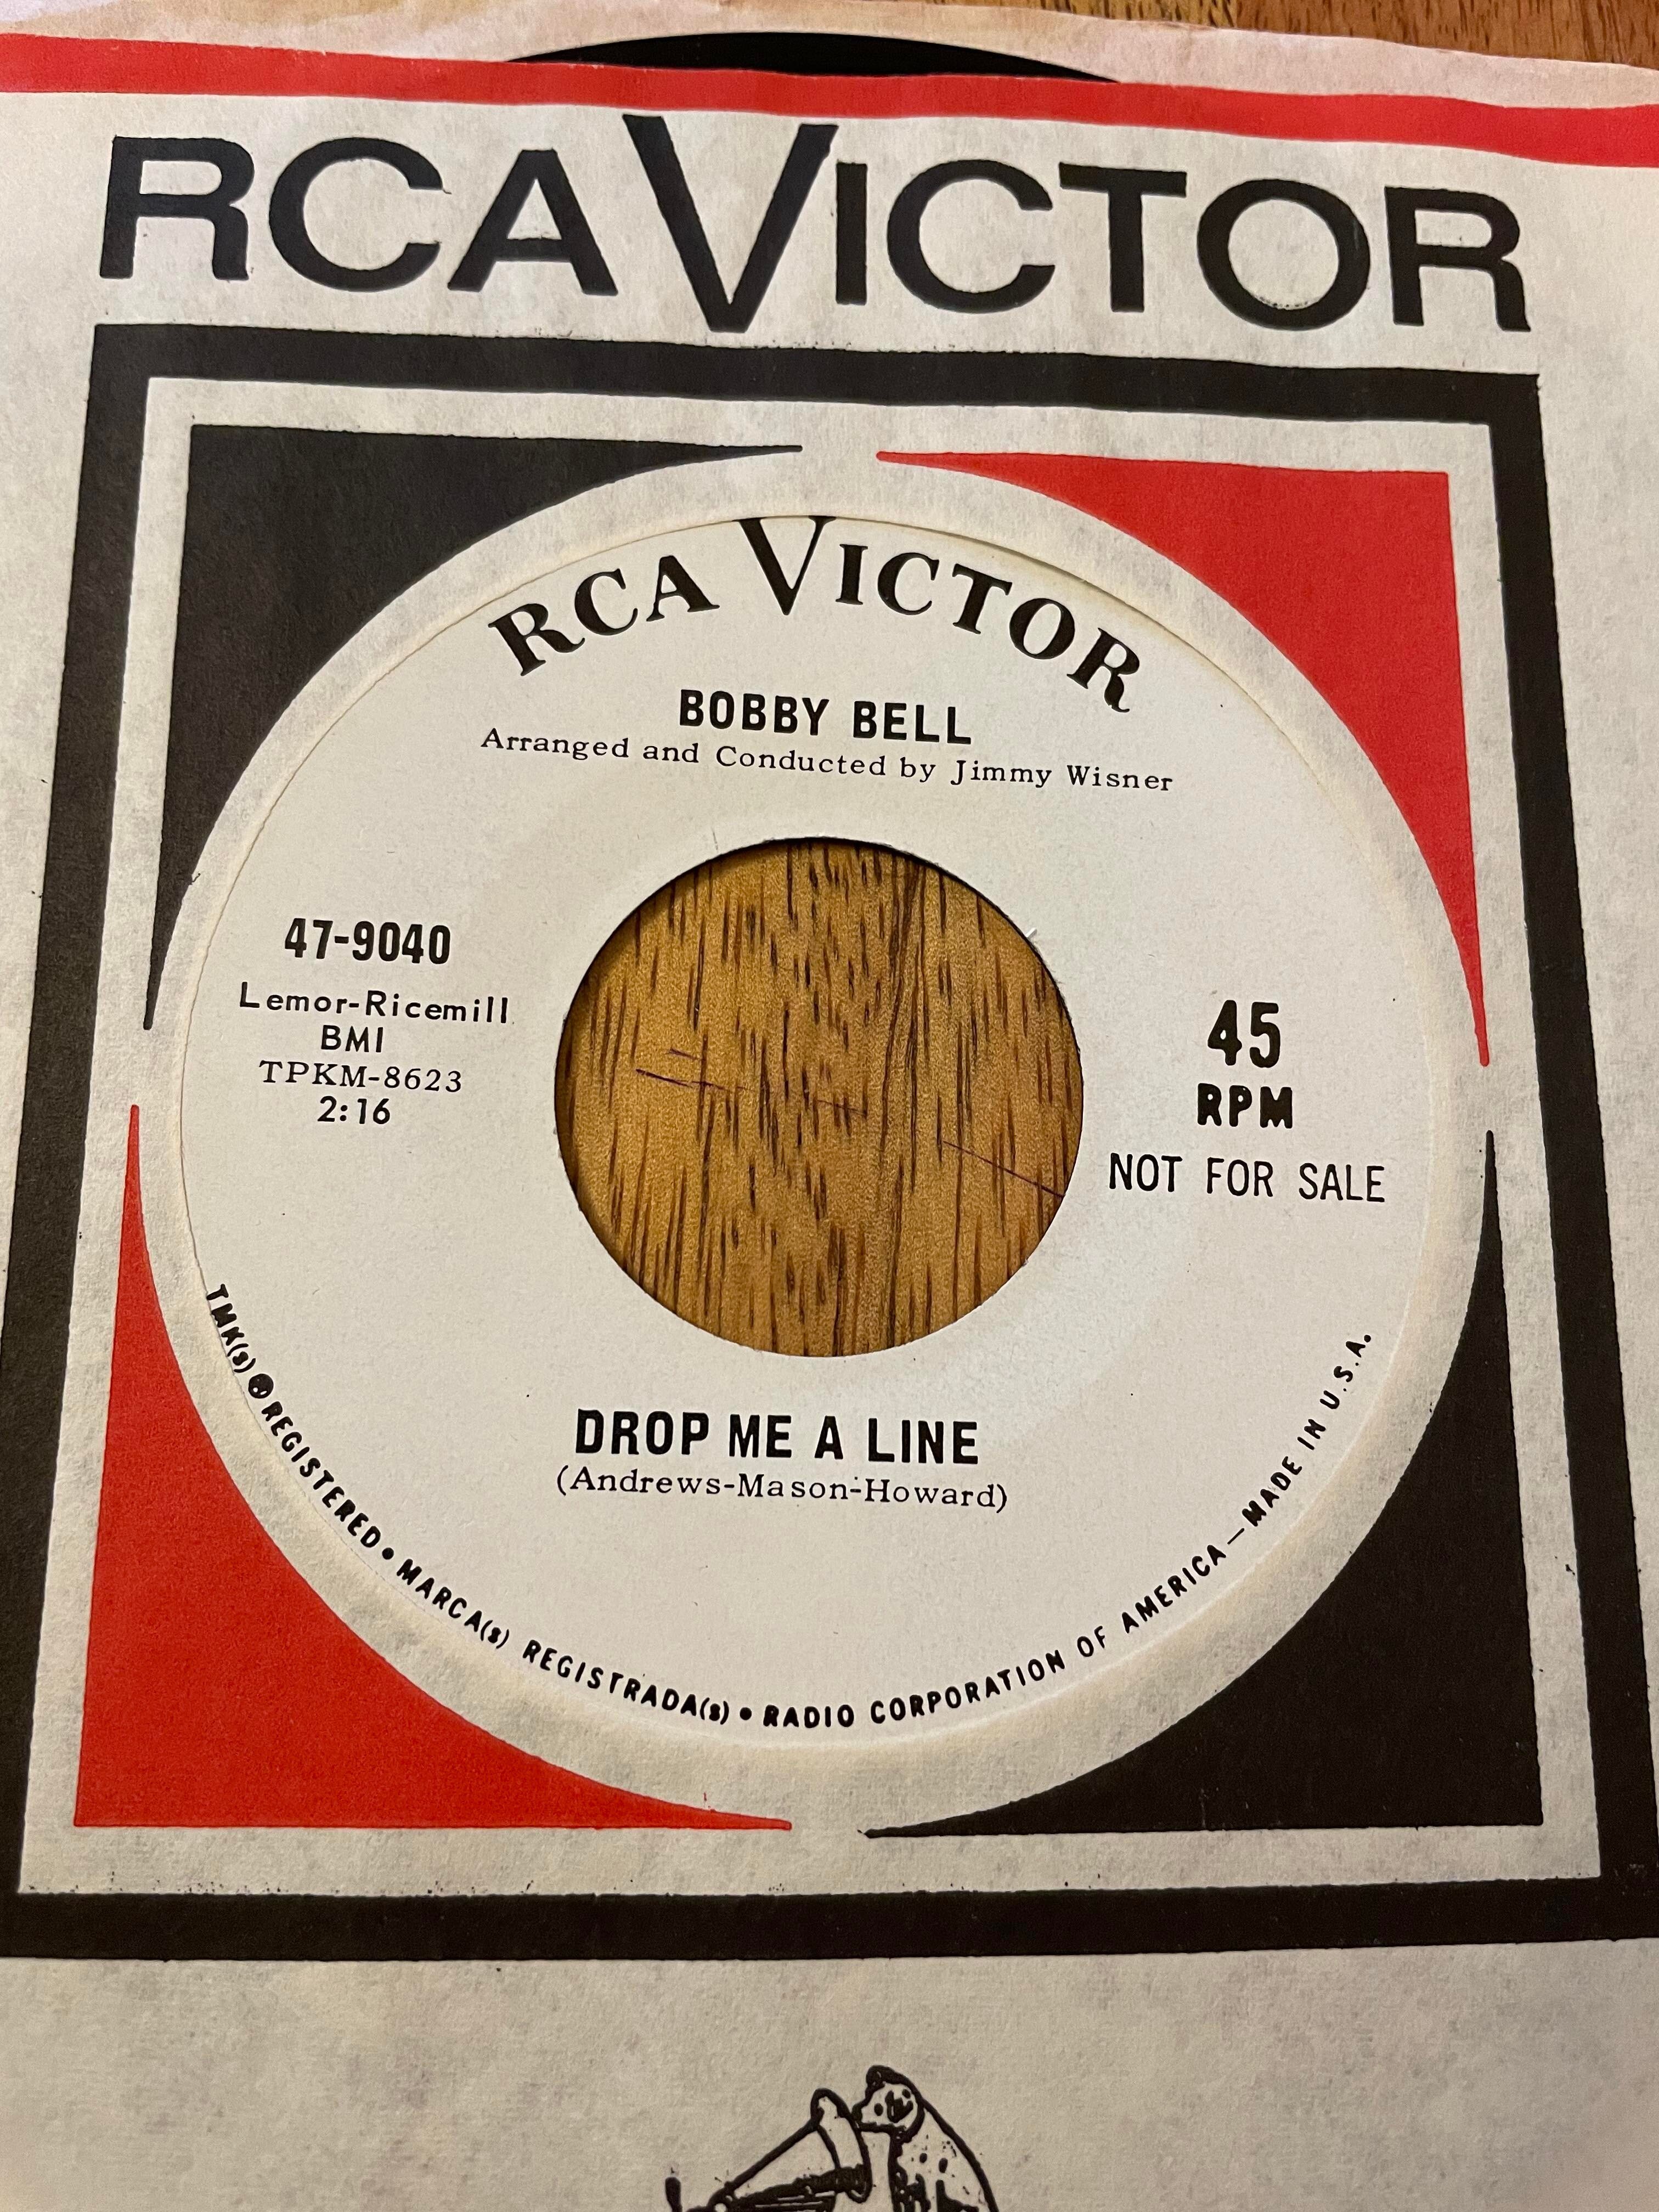 RCA VICTOR
RCA VICTOR
BOBBY BELL
Arranged and Conducted by Jimmy Wisner
47-9040
Lemor-Ricemill
BMI
TPKM-8623
2:16
45
RPM
NOT FOR SALE
DROP ME A LINE
(Andrews-Mason-Howard)
TMK(s) ® REGISTERED • MARCA(s) REGISTRADA(s) • RADIO CORPORATION OF AMERICA — MADE IN U.S.A.